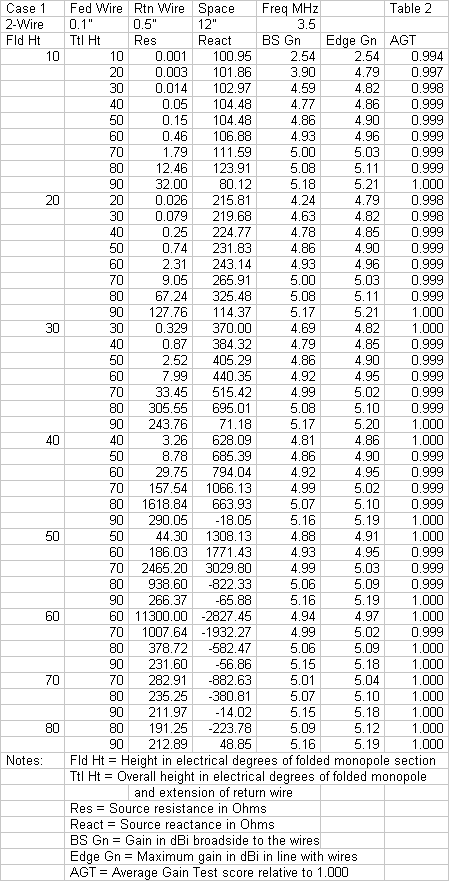 Case 1 Fed Wire Rtn Wire Space Freq MHz Table 2
2-Wire 0.1" 0.5" 12" 3.5
Fld Ht Ttl Ht Res React BS Gn Edge Gn AGT
10 10 0.001 100.95 2.54 2.54 0.994
20 0.003 101.86 3.90 4.79 0.997
30 0.014 102.97 4.59 4.82 0.998
40 0.05 104.48 4.77 4.86 0.999
50 0.15 104.48 4.86 4.90 0.999
60 0.46 106.88 4.93 4.96 0.999
70 1.79 111.59 5.00 5.03 0.999
80 12.46 123.91 5.08 5.11 0.999
90 32.00 80.12 5.18 5.21 1.000
20 20 0.026 215.81 4.24 4.79 0.998
30 0.079 219.68 4.63 4.82 0.998
40 0.25 224.77 4.78 4.85 0.999
50 0.74 231.83 4.86 4.90 0.999
60 2.31 243.14 4.93 4.96 0.999
70 9.05 265.91 5.00 5.03 0.999
80 67.24 325.48 5.08 5.11 0.999
90 127.76 114.37 5.17 5.21 1.000
30 30 0.329 370.00 4.69 4.82 1.000
40 0.87 384.32 4.79 4.85 0.999
50 2.52 405.29 4.86 4.90 0.999
60 7.99 440.35 4.92 4.95 0.999
70 33.45 515.42 4.99 5.02 0.999
80 305.55 695.01 5.08 5.10 0.999
90 243.76 71.18 5.17 5.20 1.000
40 40 3.26 628.09 4.81 4.86 1.000
50 8.78 685.39 4.86 4.90 0.999
60 29.75 794.04 4.92 4.95 0.999
70 157.54 1066.13 4.99 5.02 0.999
80 1618.84 663.93 5.07 5.10 0.999
90 290.05 -18.05 5.16 5.19 1.000
50 50 44.30 1308.13 4.88 4.91 1.000
60 186.03 1771.43 4.93 4.95 0.999
70 2465.20 3029.80 4.99 5.03 0.999
80 938.60 -822.33 5.06 5.09 0.999
90 266.37 -65.88 5.16 5.19 1.000
60 60 11300.00 -2827.45 4.94 4.97 1.000
70 1007.64 -1932.27 4.99 5.02 0.999
80 378.72 -582.47 5.06 5.09 1.000
90 231.60 -56.86 5.15 5.18 1.000
70 70 282.91 -882.63 5.01 5.04 1.000
80 235.25 -380.81 5.07 5.10 1.000
90 211.97 -14.02 5.15 5.18 1.000
80 80 191.25 -223.78 5.09 5.12 1.000
90 212.89 48.85 5.16 5.19 1.000
Notes: Fld Ht = Height in electrical degrees of folded monopole section
Ttl Ht = Overall height in electrical degrees of folded monopole
and extension of return wire
Res = Source resistance in Ohms
React = Source reactance in Ohms
BS Gn = Gain in dBi broadside to the wires
Edge Gn = Maximum gain in dBi in line with wires
AGT = Average Gain Test score relative to 1.000